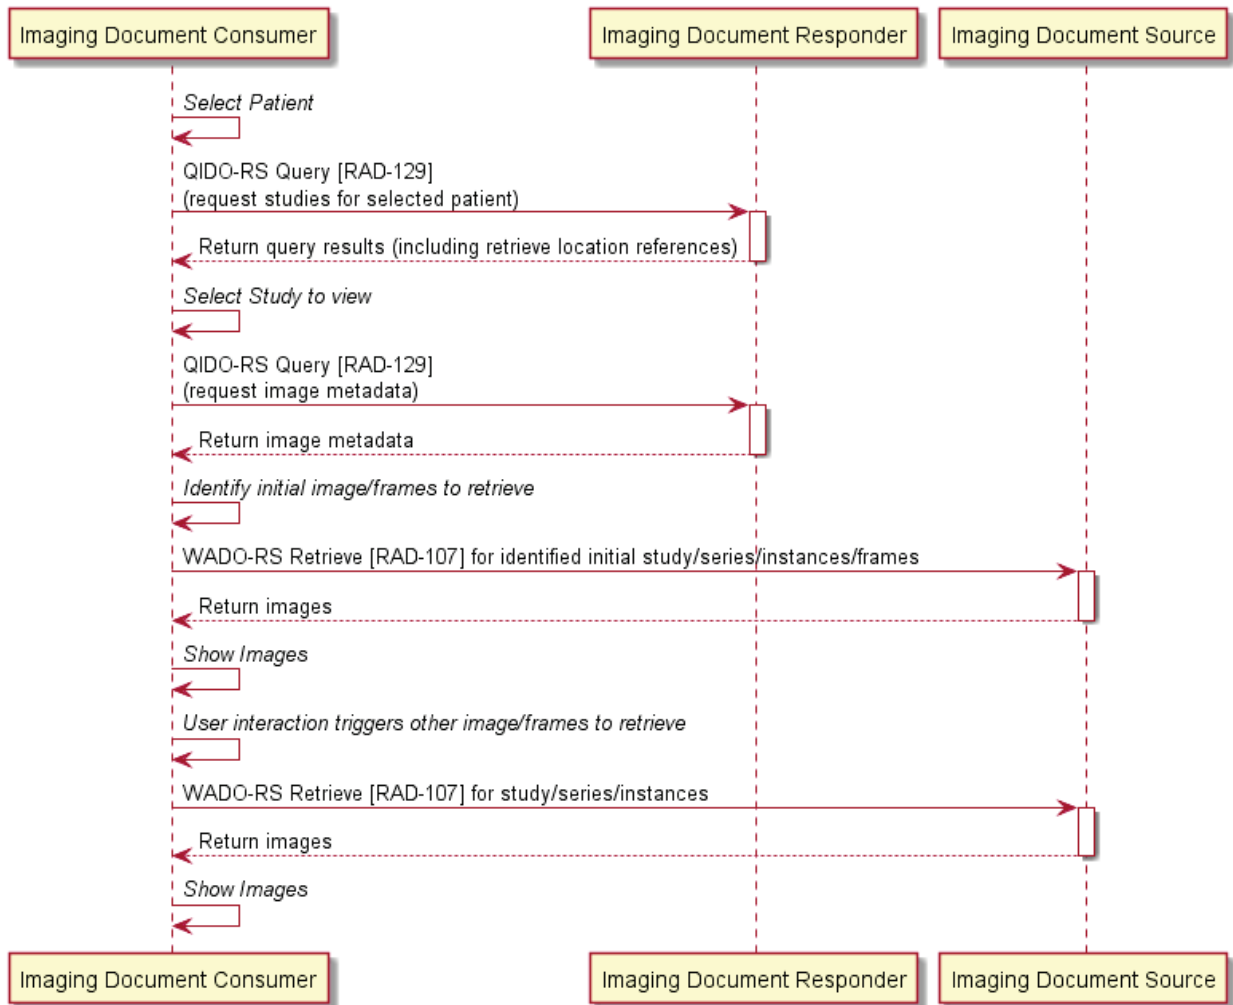 Imaging Document Consumer
Imaging Document Responder
Imaging Document Source
Select Patient
QIDO-RS Query [RAD-129]
(request studies for selected patient)
Return query results (including retrieve location references)
Select Study to view
QIDO-RS Query [RAD-129]
(request image metadata)
Return image metadata
Identify initial image/frames to retrieve
WADO-RS Retrieve [RAD-107] for identified initial study/series/instances/frames
Return images
Show Images
User interaction triggers other image/frames to retrieve
WADO-RS Retrieve [RAD-107] for study/series/instances
Return images
Show Images
Imaging Document Consumer
Imaging Document Responder
Imaging Document Source